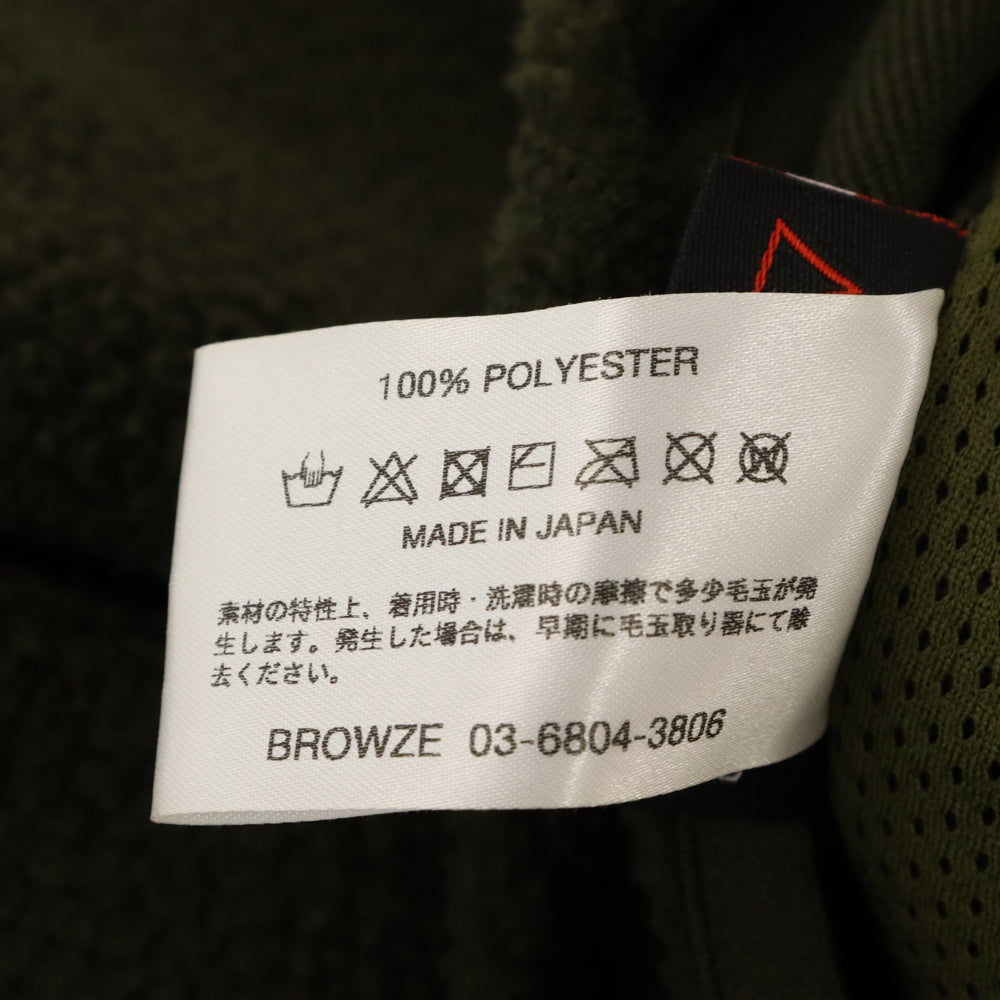 100% POLYESTER
MADE IN JAPAN
素材の特性上、着用時・洗濯時の摩擦で多少毛玉が発
生します。発生した場合は、早期に毛玉取り器にて除
去ください。
BROWZE 03-6804-3806